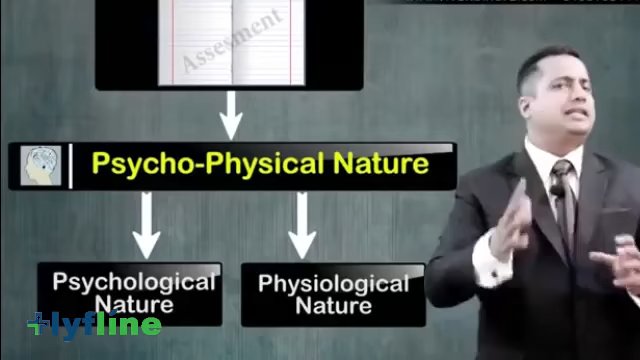 Assesment
Psycho-Physical Nature
Psychological
Nature
Physiological
Nature
lyfline